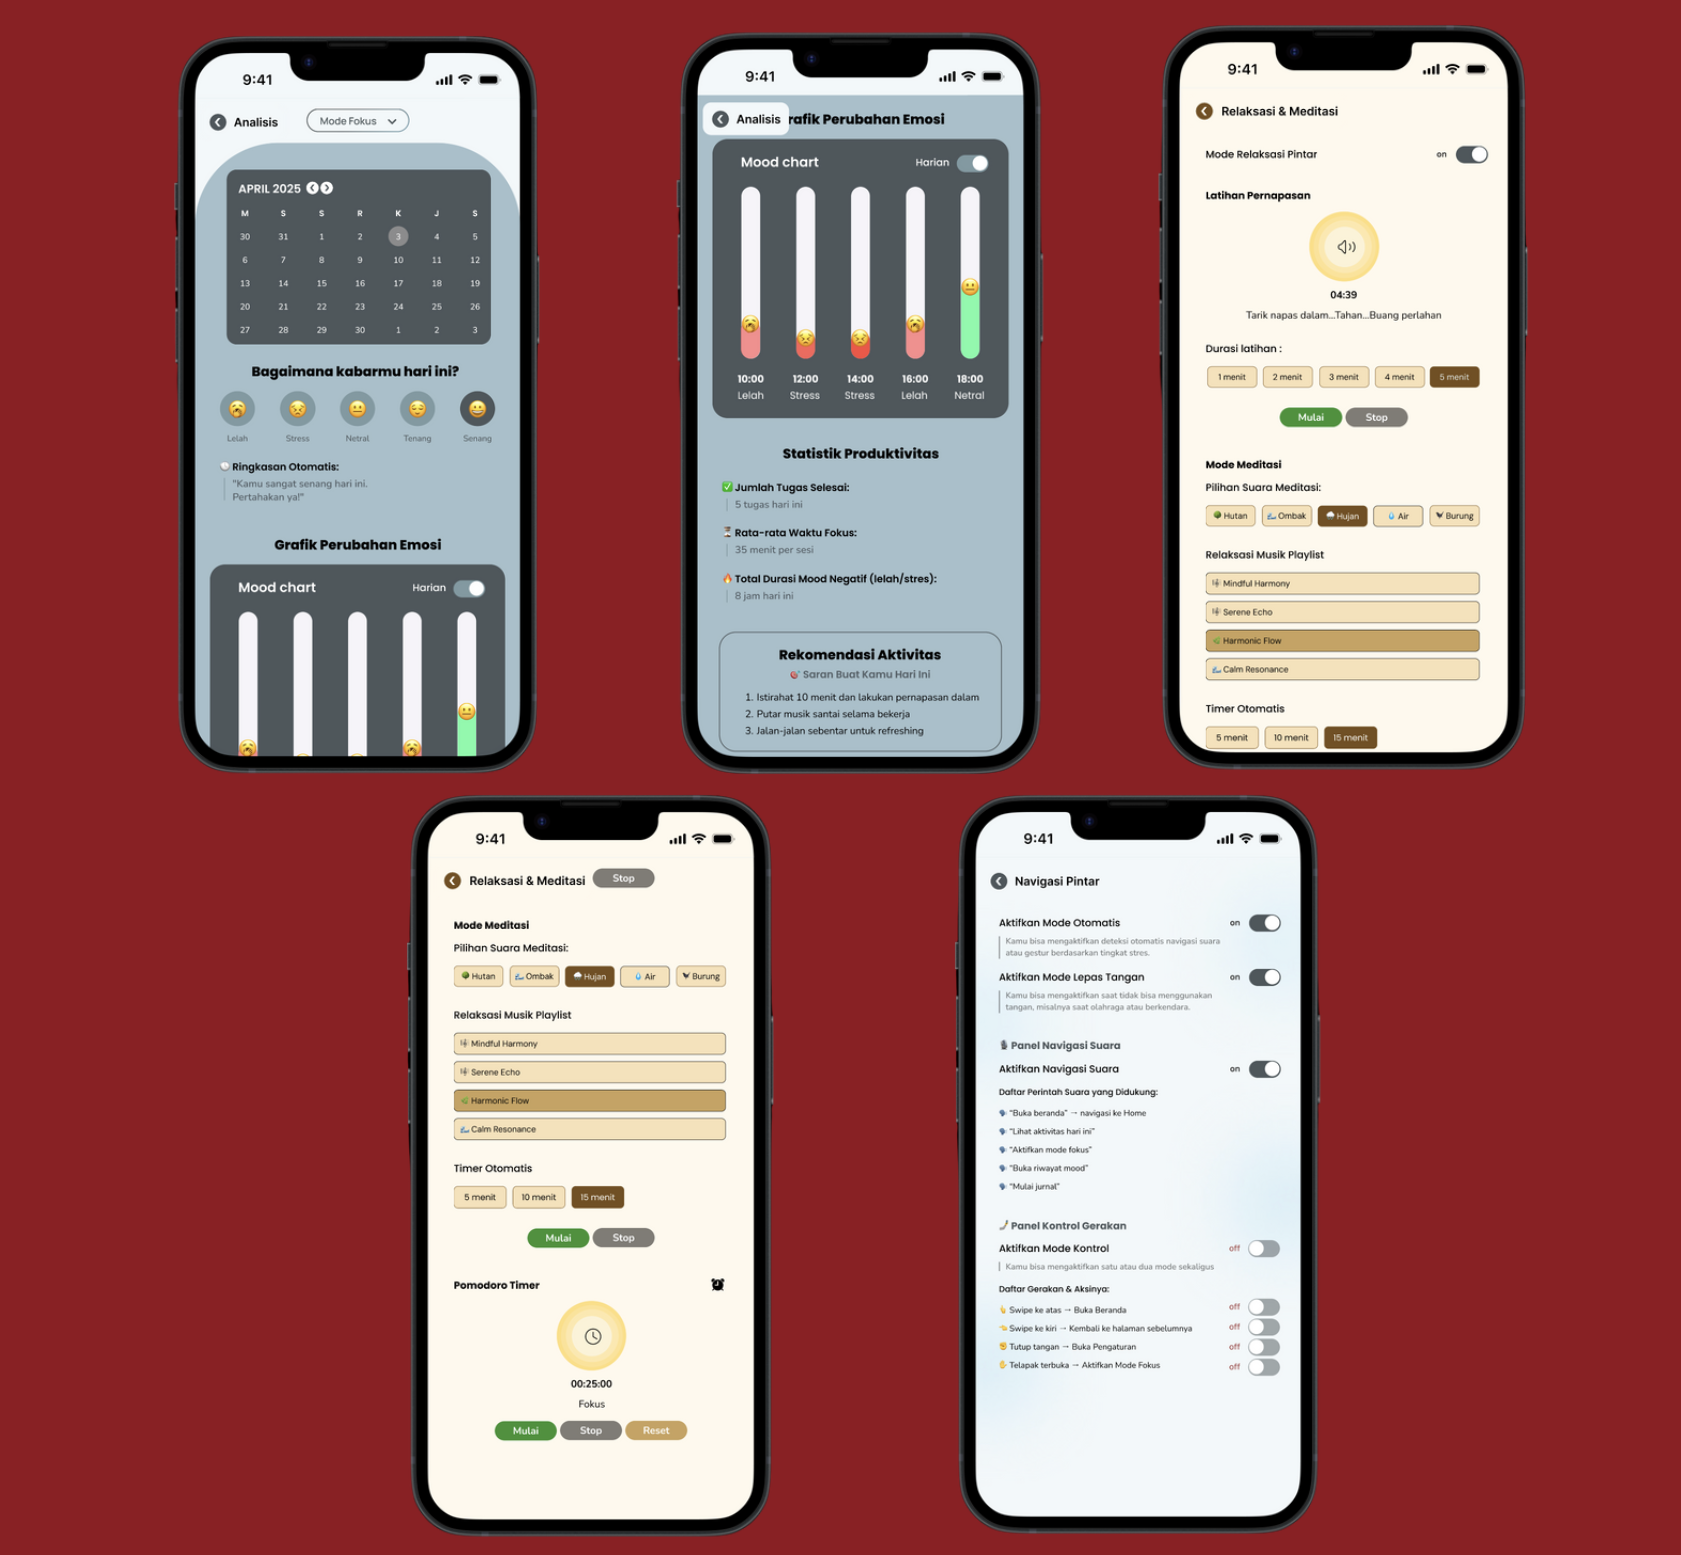 9:41
Analisis
Mode Fokus
APRIL 2025
M S S R K J S
30 31 1 2 3 4 5
6 7 8 9 10 11 12
13 14 15 16 17 18 19
20 21 22 23 24 25 26
27 28 29 30 1 2 3
Bagaimana kabarmu hari ini?
Lelah Stress Netral Tenang Senang
Ringkasan Otomatis:
"Kamu sangat senang hari ini.
Pertahakan ya!"
Grafik Perubahan Emosi
Mood chart Harian
9:41
Analisis rafik Perubahan Emosi
Mood chart Harian
10:00 12:00 14:00 16:00 18:00
Lelah Stress Stress Lelah Netral
Statistik Produktivitas
Jumlah Tugas Selesai:
5 tugas hari ini
Rata-rata Waktu Fokus:
35 menit per sesi
Total Durasi Mood Negatif (lelah/stres):
8 jam hari ini
Rekomendasi Aktivitas
Saran Buat Kamu Hari Ini
1. Istirahat 10 menit dan lakukan pernapasan dalam
2. Putar musik santai selama bekerja
3. Jalan-jalan sebentar untuk refreshing
9:41
Relaksasi & Meditasi
Mode Relaksasi Pintar on
Latihan Pernapasan
04:39
Tarik napas dalam...Tahan...Buang perlahan
Durasi latihan :
1 menit 2 menit 3 menit 4 menit 5 menit
Mulai Stop
Mode Meditasi
Pilihan Suara Meditasi:
Hutan Ombak Hujan Air Burung
Relaksasi Musik Playlist
Mindful Harmony
Serene Echo
Harmonic Flow
Calm Resonance
Timer Otomatis
5 menit 10 menit 15 menit
9:41
Relaksasi & Meditasi Stop
Mode Meditasi
Pilihan Suara Meditasi:
Hutan Ombak Hujan Air Burung
Relaksasi Musik Playlist
Mindful Harmony
Serene Echo
Harmonic Flow
Calm Resonance
Timer Otomatis
5 menit 10 menit 15 menit
Mulai Stop
Pomodoro Timer
00:25:00
Fokus
Mulai Stop Reset
9:41
Navigasi Pintar
Aktifkan Mode Otomatis on
Kamu bisa mengaktifkan deteksi otomatis navigasi suara
atau gestur berdasarkan tingkat stres.
Aktifkan Mode Lepas Tangan on
Kamu bisa mengaktifkan saat tidak bisa menggunakan
tangan, misalnya saat olahraga atau berkendara.
Panel Navigasi Suara
Aktifkan Navigasi Suara on
Daftar Perintah Suara yang Didukung:
"Buka beranda" → navigasi ke Home
"Lihat aktivitas hari ini"
"Aktifkan mode fokus"
"Buka riwayat mood"
"Mulai jurnal"
Panel Kontrol Gerakan
Aktifkan Mode Kontrol off
Kamu bisa mengaktifkan satu atau dua mode sekaligus
Daftar Gerakan & Aksinya:
Swipe ke atas → Buka Beranda off
Swipe ke kiri → Kembali ke halaman sebelumnya off
Tutup tangan → Buka Pengaturan off
Telapak terbuka → Aktifkan Mode Fokus off